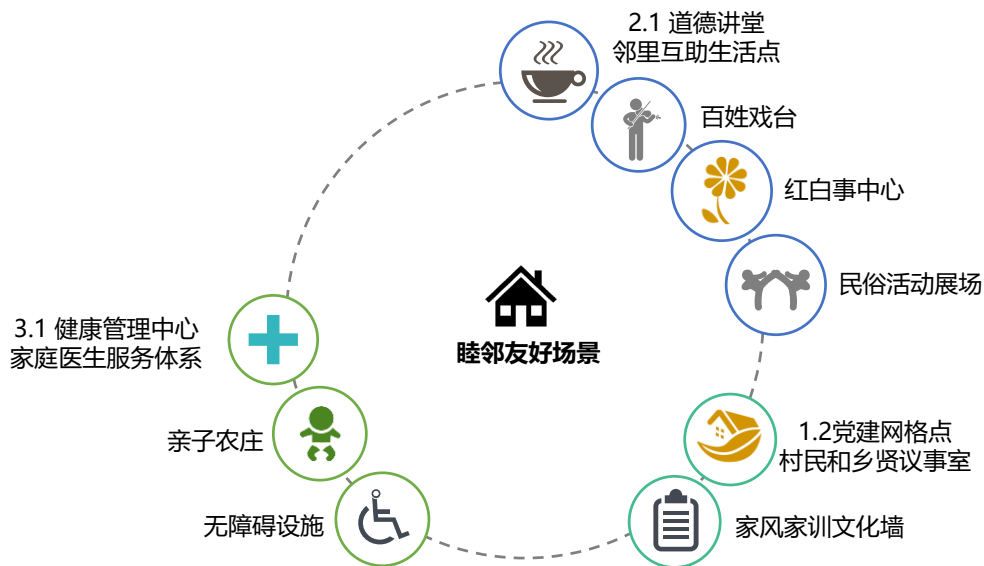 2.1 道德讲堂
邻里互助生活点
百姓戏台
红白事中心
民俗活动展场
睦邻友好场景
3.1 健康管理中心
家庭医生服务体系
亲子农庄
无障碍设施
1.2党建网格点
村民和乡贤议事室
家风家训文化墙